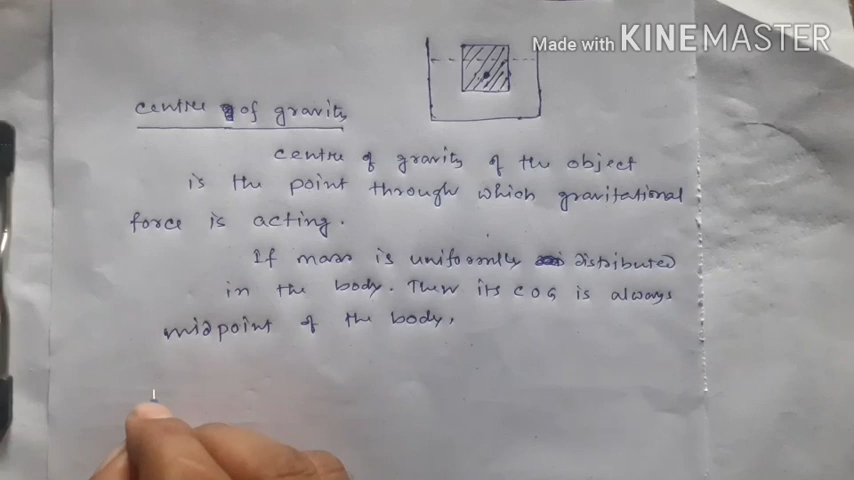 Made with KINEMASTER
centre of gravity
centre of gravity of the object
is the point through which gravitational
force is acting.
If mass is uniformly distributed
in the body. Then its COG is always
midpoint of the body.